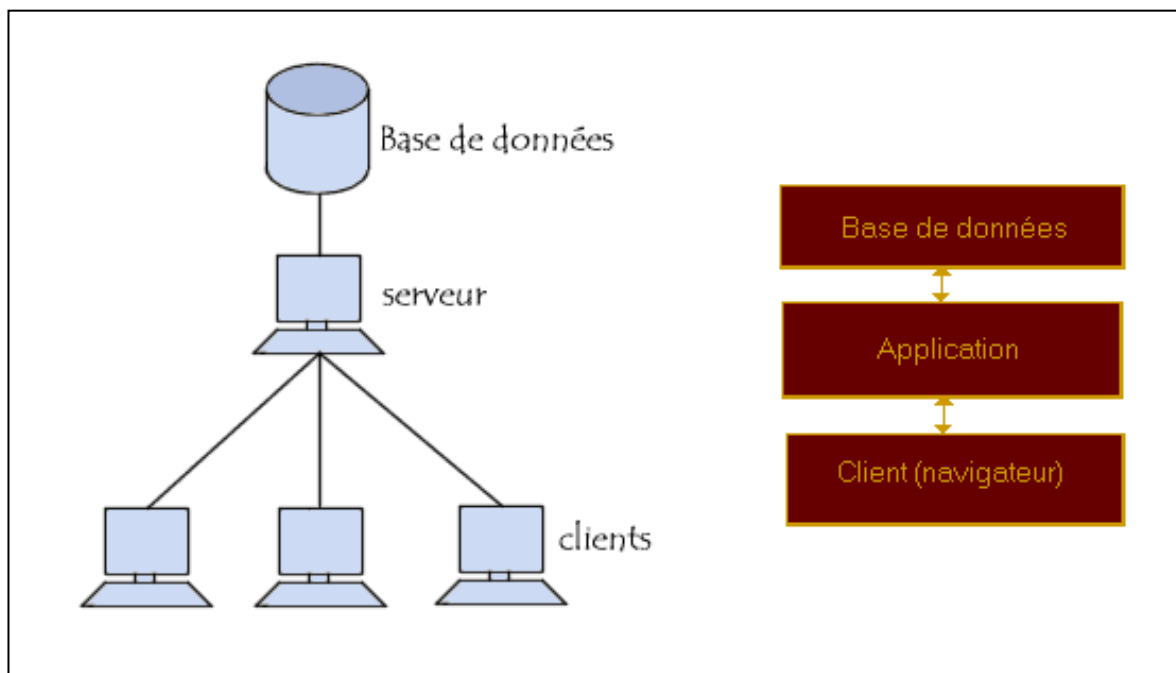 Base de données
serveur
clients
Base de données
Application
Client (navigateur)